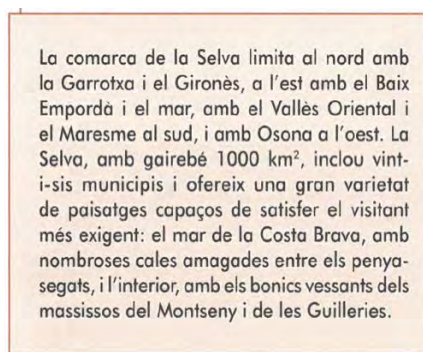 La comarca de la Selva limita al nord amb
la Garrotxa i el Gironès, a l'est amb el Baix
Empordà i el mar, amb el Vallès Oriental i
el Maresme al sud, i amb Osona a l'oest. La
Selva, amb gairebé 1000 km², inclou vint-
i-sis municipis i ofereix una gran varietat
de paisatges capaços de satisfer el visitant
més exigent: el mar de la Costa Brava, amb
nombroses cales amagades entre els penya-
segats, i l'interior, amb els bonics vessants dels
massissos del Montseny i de les Guilleries.